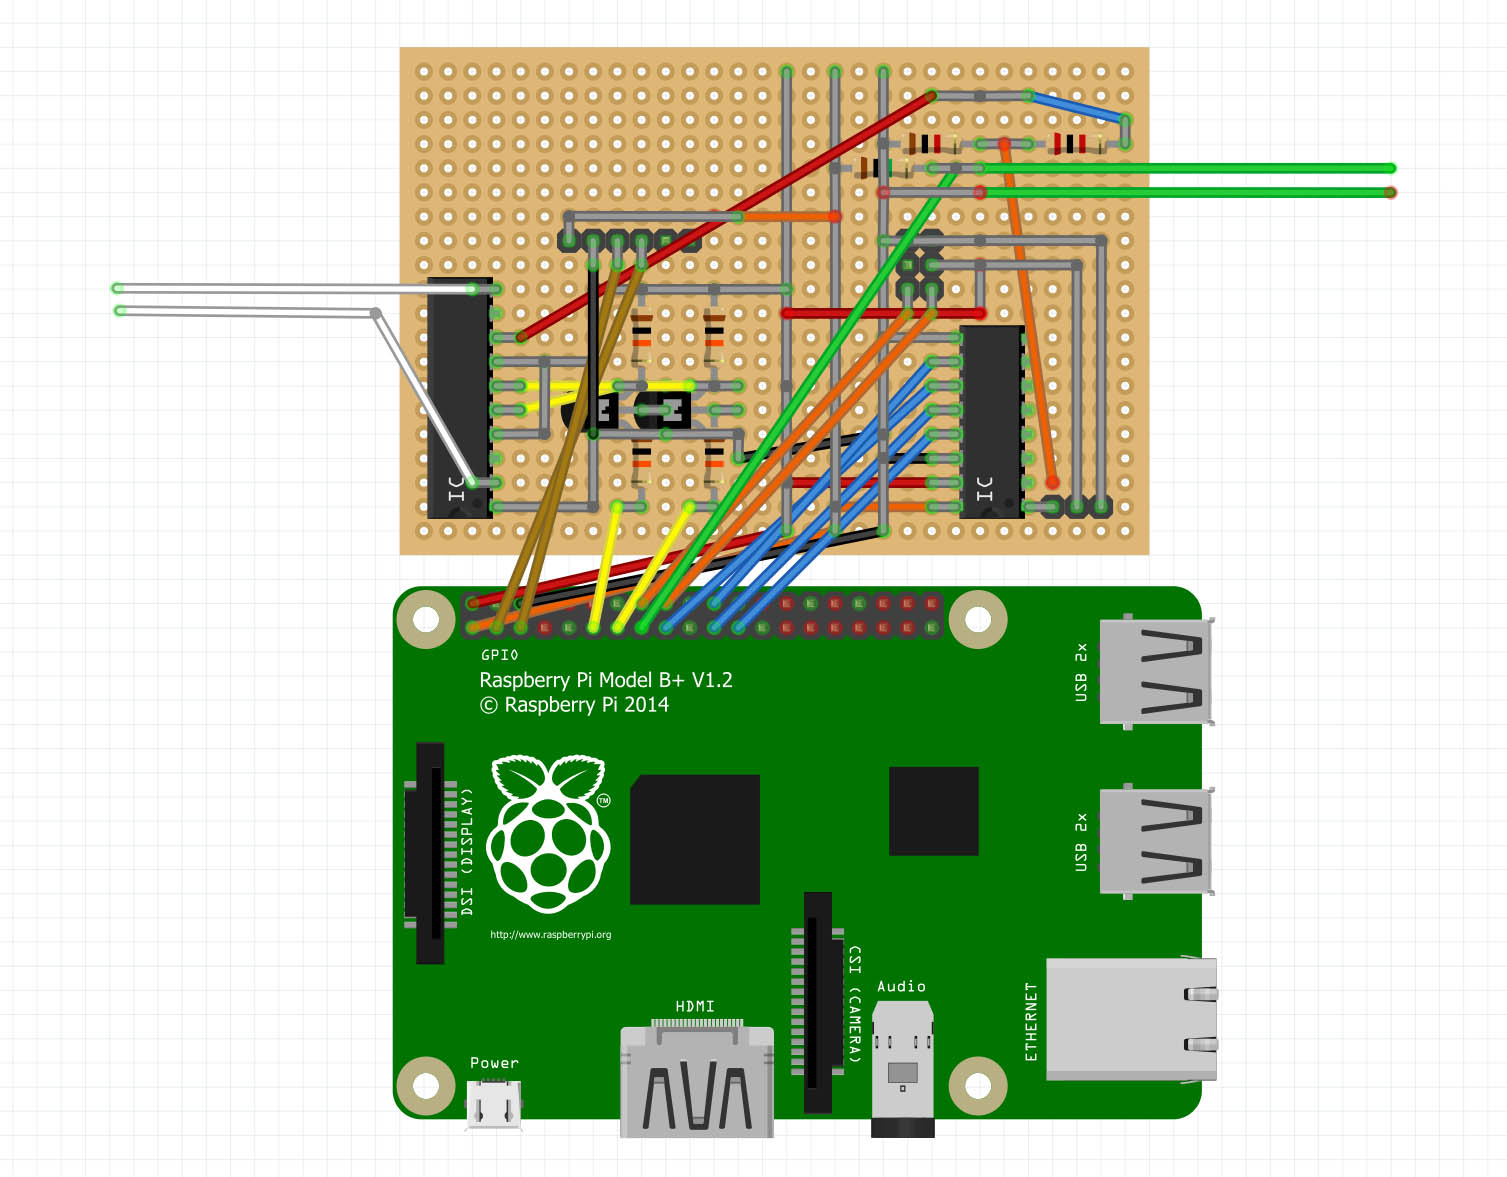 IC
IC
GPIO
Raspberry Pi Model B+ V1.2
© Raspberry Pi 2014
USB 2x
DSI (DISPLAY)
TM
USB 2x
http://www.raspberrypi.org
CSI (CAMERA)
Audio
HDMI
ETHERNET
Power